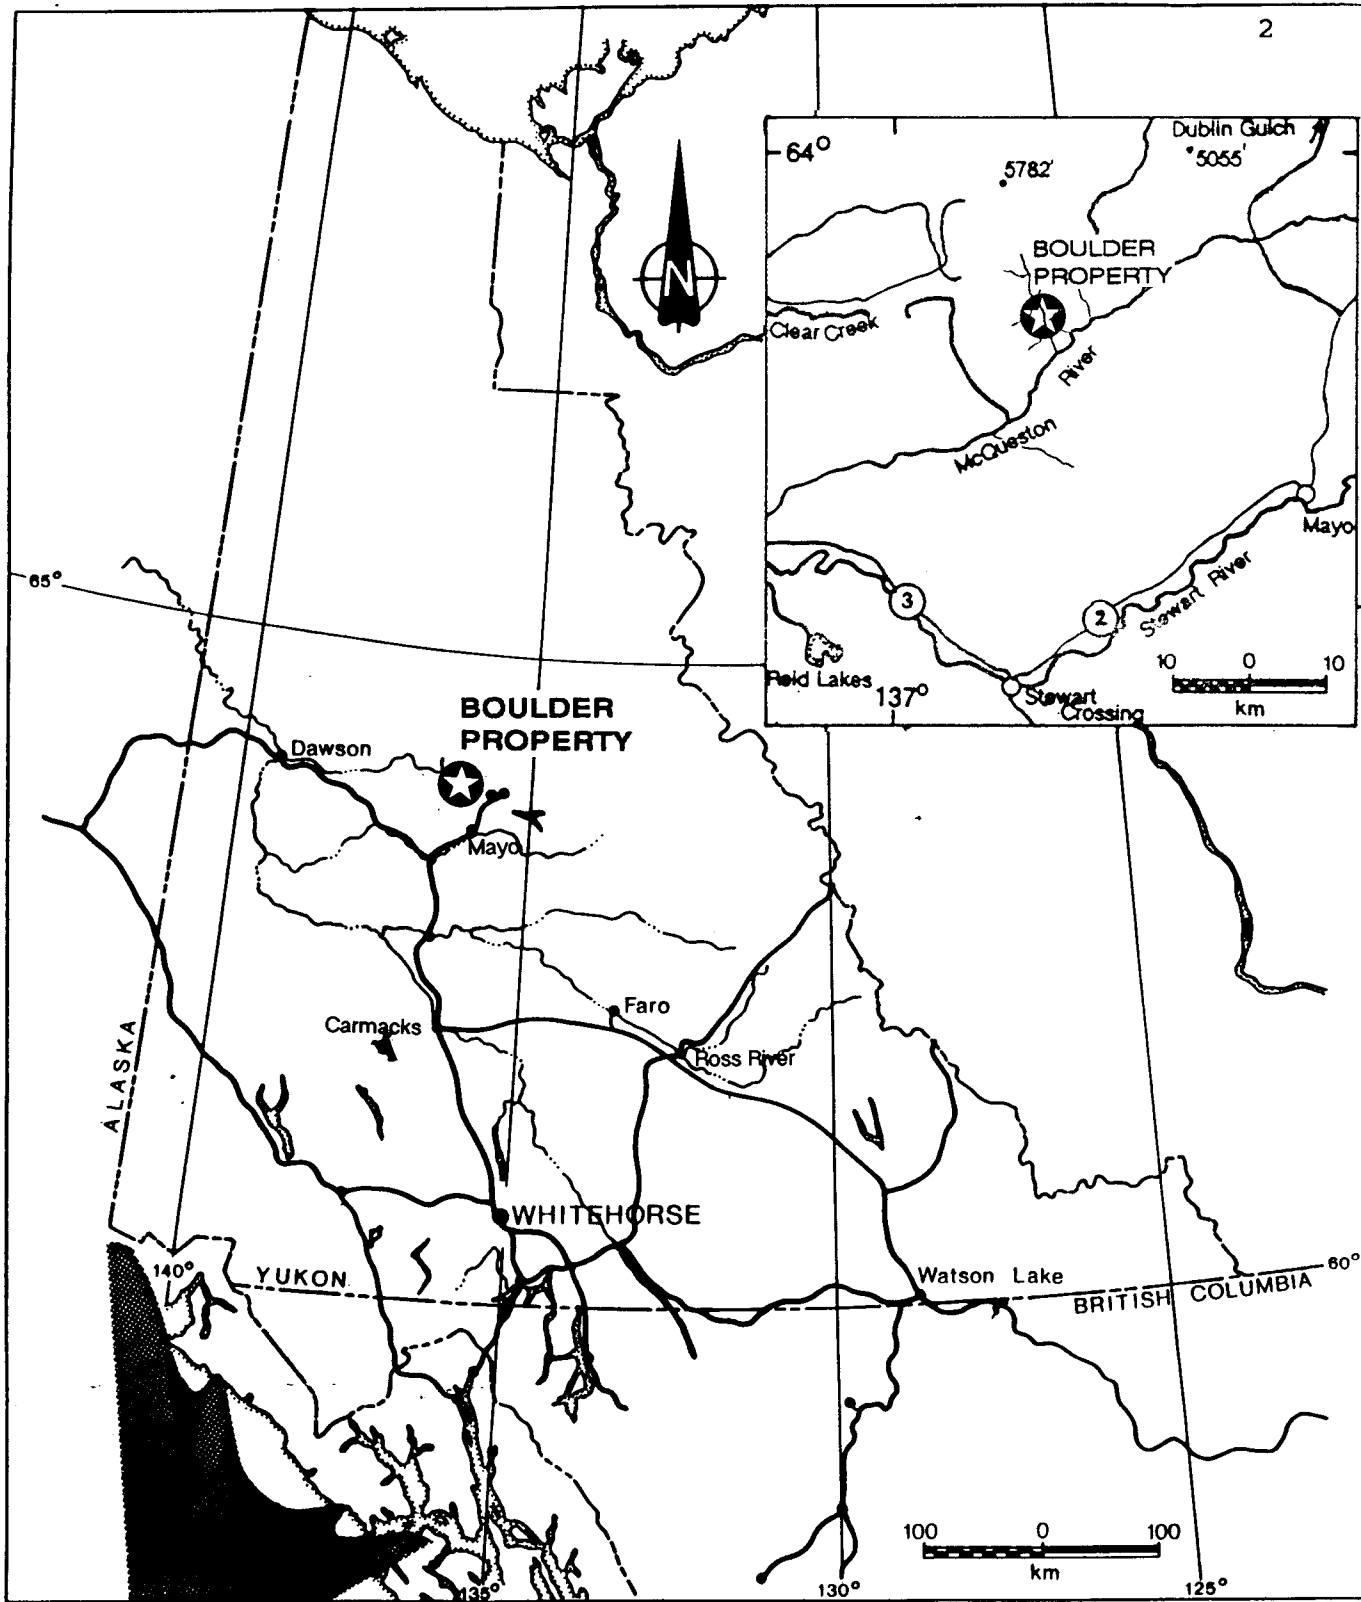 2
Dublin Gulch
5055'
64°
5782'
BOULDER
PROPERTY
Clear Creek
River
McQueston
Mayo
3
2
Stewart River
Reid Lakes
137°
Stewart
Crossing
10 0 10
km
65°
BOULDER
PROPERTY
Dawson
Mayo
Faro
Carmacks
Ross River
ALASKA
WHITEHORSE
140°
YUKON
Watson Lake
60°
BRITISH COLUMBIA
100 0 100
km
135°
130°
125°
N